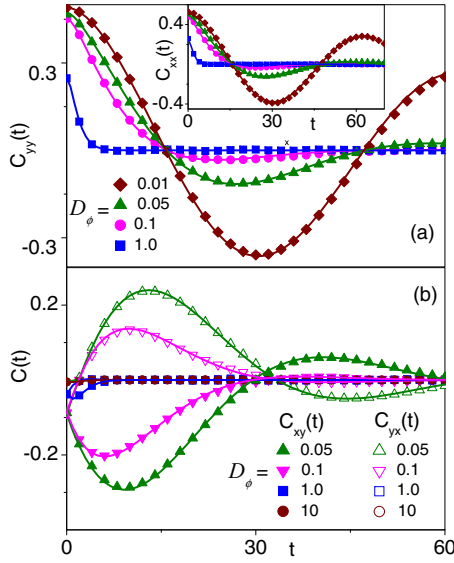 0.4
C_xx(t)
-0.4
0 30 60
t
x
0.3
C_yy(t)
-0.3
D_ϕ =
0.01
0.05
0.1
1.0
(a)
(b)
0.2
C(t)
-0.2
C_xy(t) C_yx(t)
D_ϕ =
0.05 0.05
0.1 0.1
1.0 1.0
10 10
0 30 60
t